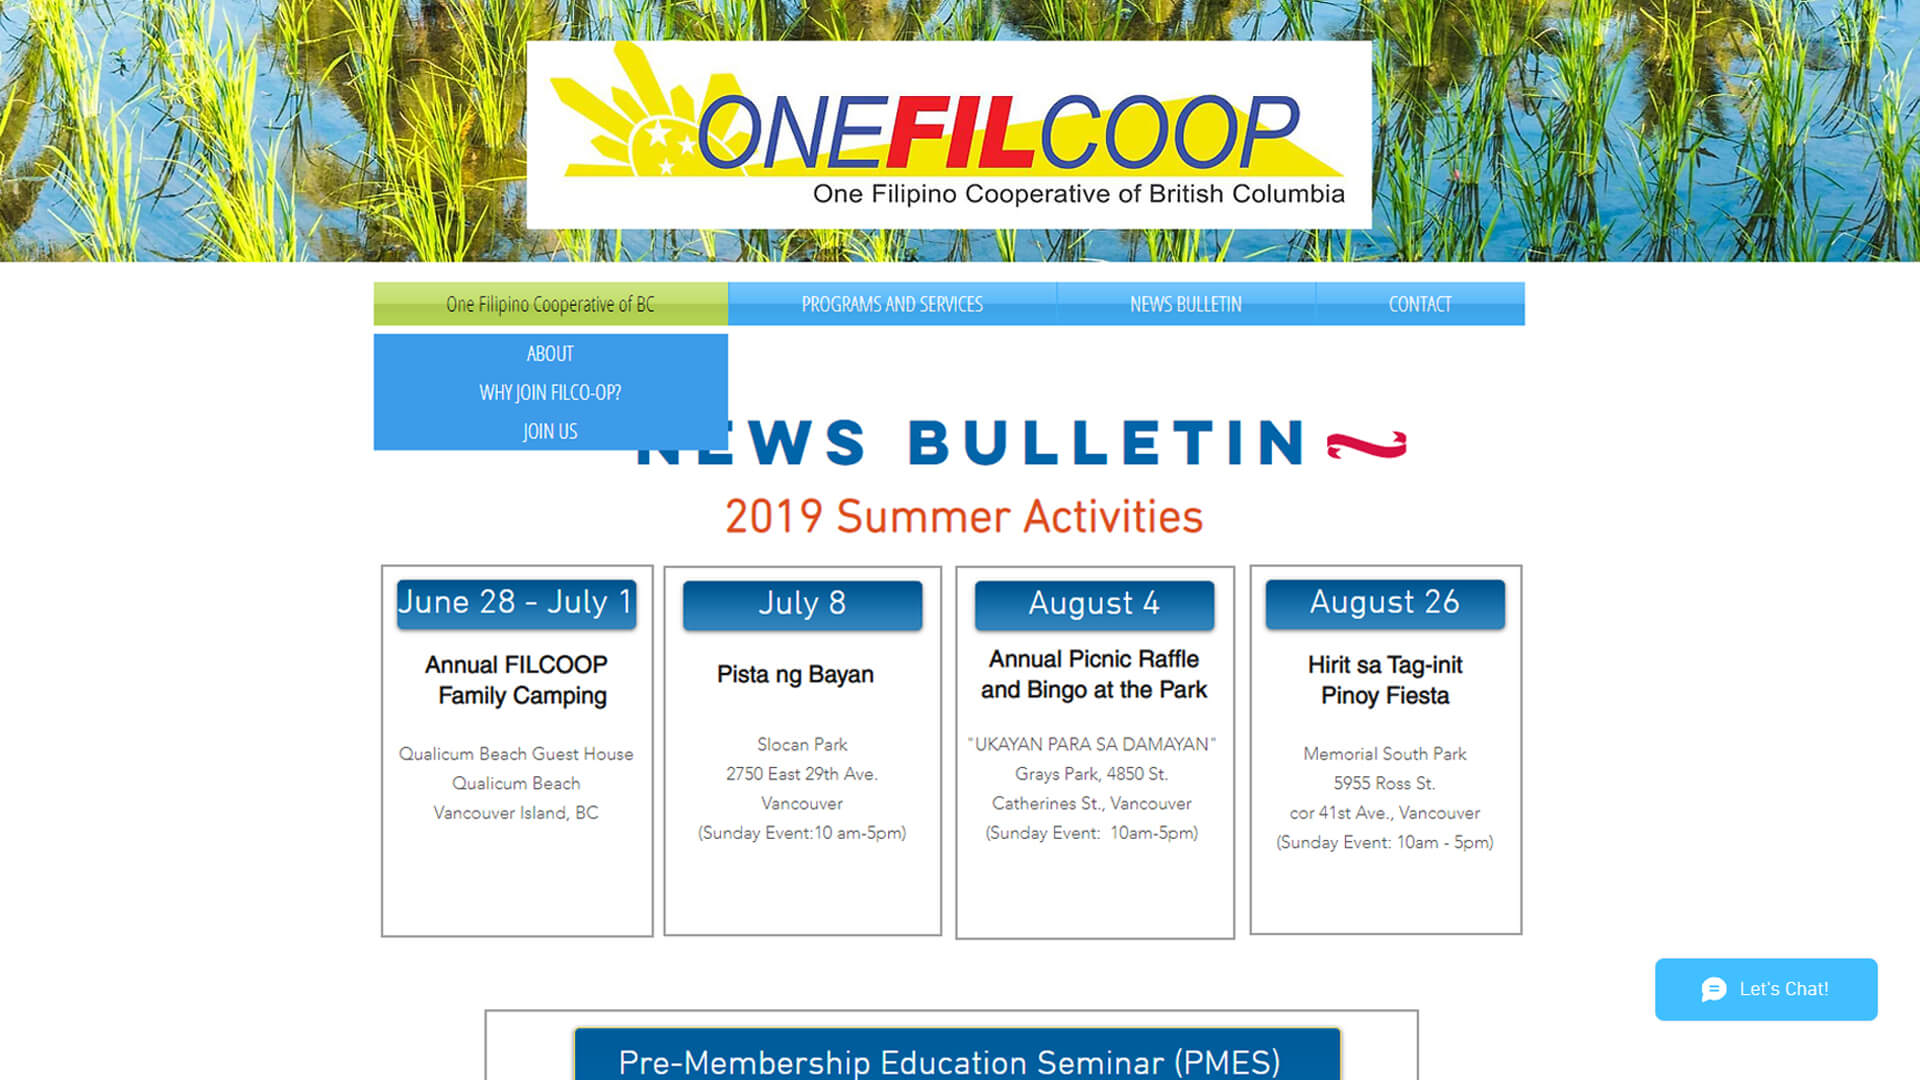 ONEFILCOOP
One Filipino Cooperative of British Columbia
One Filipino Cooperative of BC
PROGRAMS AND SERVICES
NEWS BULLETIN
CONTACT
ABOUT
WHY JOIN FILCO-OP?
JOIN US
NEWS BULLETIN
2019 Summer Activities
June 28 - July 1
Annual FILCOOP
Family Camping
Qualicum Beach Guest House
Qualicum Beach
Vancouver Island, BC
July 8
Pista ng Bayan
Slocan Park
2750 East 29th Ave.
Vancouver
(Sunday Event:10 am-5pm)
August 4
Annual Picnic Raffle
and Bingo at the Park
"UKAYAN PARA SA DAMAYAN"
Grays Park, 4850 St.
Catherines St., Vancouver
(Sunday Event:  10am-5pm)
August 26
Hirit sa Tag-init
Pinoy Fiesta
Memorial South Park
5955 Ross St.
cor 41st Ave., Vancouver
(Sunday Event: 10am - 5pm)
Pre-Membership Education Seminar (PMES)
Let's Chat!